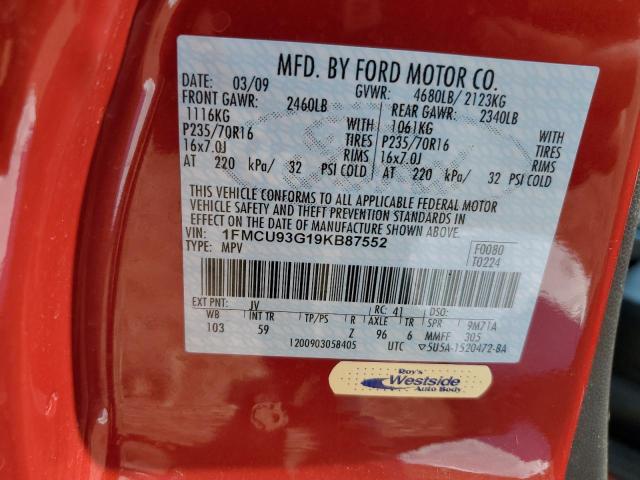 MFD. BY FORD MOTOR CO.
DATE: 03/09 GVWR: 4680LB/ 2123KG
FRONT GAWR: 2460LB REAR GAWR: 2340LB
1116KG WITH 1061KG WITH
P235/70R16 TIRES P235/70R16 TIRES
16x7.0J RIMS 16x7.0J RIMS
AT 220 kPa/ 32 PSI COLD AT 220 kPa/ 32 PSI COLD
THIS VEHICLE CONFORMS TO ALL APPLICABLE FEDERAL MOTOR
VEHICLE SAFETY AND THEFT PREVENTION STANDARDS IN
EFFECT ON THE DATE OF MANUFACTURE SHOWN ABOVE.
VIN: 1FMCU93G19KB87552
TYPE: MPV
F0080
T0224
EXT PNT: JV RC: 41 DSO:
WB INT TR TP/PS R AXLE TR SPR 9M71A
103 59 Z 96 6 MMFF 305
1200903058405 UTC ▽5U5A-1520472-BA
Roy's
Westside
Auto Body